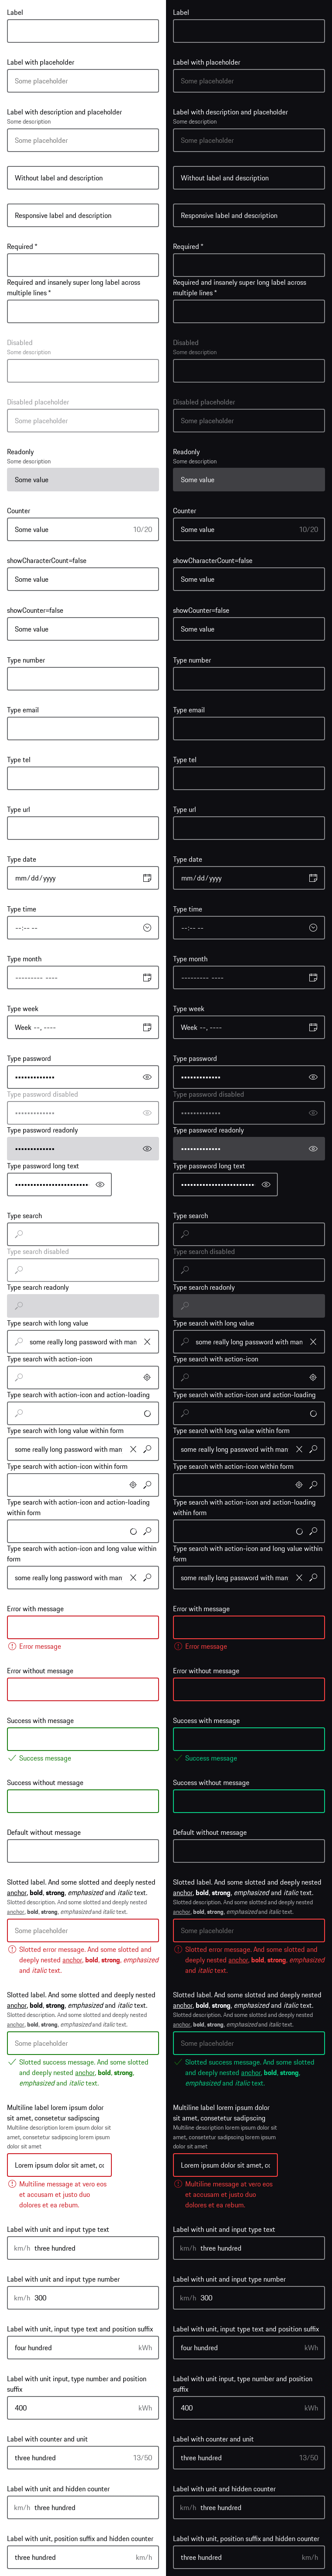 Label
Label with placeholder
Some placeholder
Label with description and placeholder
Some description
Some placeholder
Without label and description
Responsive label and description
Required *
Required and insanely super long label across
multiple lines *
Disabled
Some description
Disabled placeholder
Some placeholder
Readonly
Some description
Some value
Counter
Some value 10/20
showCharacterCount=false
Some value
showCounter=false
Some value
Type number
Type email
Type tel
Type url
Type date
mm/dd/yyyy
Type time
--:-- --
Type month
--------- ----
Type week
Week --, ----
Type password
•••••••••••••
Type password disabled
•••••••••••••
Type password readonly
•••••••••••••
Type password long text
••••••••••••••••••••••••
Type search
Type search disabled
Type search readonly
Type search with long value
some really long password with man
Type search with action-icon
Type search with action-icon and action-loading
Type search with long value within form
some really long password with man
Type search with action-icon within form
Type search with action-icon and action-loading
within form
Type search with action-icon and long value within
form
some really long password with man
Error with message
Error message
Error without message
Success with message
Success message
Success without message
Default without message
Slotted label. And some slotted and deeply nested
anchor, bold, strong, emphasized and italic text.
Slotted description. And some slotted and deeply nested
anchor, bold, strong, emphasized and italic text.
Some placeholder
Slotted error message. And some slotted and
deeply nested anchor, bold, strong, emphasized
and italic text.
Slotted label. And some slotted and deeply nested
anchor, bold, strong, emphasized and italic text.
Slotted description. And some slotted and deeply nested
anchor, bold, strong, emphasized and italic text.
Some placeholder
Slotted success message. And some slotted
and deeply nested anchor, bold, strong,
emphasized and italic text.
Multiline label lorem ipsum dolor
sit amet, consetetur sadipscing
Multiline description lorem ipsum dolor sit
amet, consetetur sadipscing lorem ipsum
dolor sit amet
Lorem ipsum dolor sit amet, cc
Multiline message at vero eos
et accusam et justo duo
dolores et ea rebum.
Label with unit and input type text
km/h three hundred
Label with unit and input type number
km/h 300
Label with unit, input type text and position suffix
four hundred kWh
Label with unit input, type number and position
suffix
400 kWh
Label with counter and unit
three hundred 13/50
Label with unit and hidden counter
km/h three hundred
Label with unit, position suffix and hidden counter
three hundred km/h
Label
Label with placeholder
Some placeholder
Label with description and placeholder
Some description
Some placeholder
Without label and description
Responsive label and description
Required *
Required and insanely super long label across
multiple lines *
Disabled
Some description
Disabled placeholder
Some placeholder
Readonly
Some description
Some value
Counter
Some value 10/20
showCharacterCount=false
Some value
showCounter=false
Some value
Type number
Type email
Type tel
Type url
Type date
mm/dd/yyyy
Type time
--:-- --
Type month
--------- ----
Type week
Week --, ----
Type password
•••••••••••••
Type password disabled
•••••••••••••
Type password readonly
•••••••••••••
Type password long text
••••••••••••••••••••••••
Type search
Type search disabled
Type search readonly
Type search with long value
some really long password with man
Type search with action-icon
Type search with action-icon and action-loading
Type search with long value within form
some really long password with man
Type search with action-icon within form
Type search with action-icon and action-loading
within form
Type search with action-icon and long value within
form
some really long password with man
Error with message
Error message
Error without message
Success with message
Success message
Success without message
Default without message
Slotted label. And some slotted and deeply nested
anchor, bold, strong, emphasized and italic text.
Slotted description. And some slotted and deeply nested
anchor, bold, strong, emphasized and italic text.
Some placeholder
Slotted error message. And some slotted and
deeply nested anchor, bold, strong, emphasized
and italic text.
Slotted label. And some slotted and deeply nested
anchor, bold, strong, emphasized and italic text.
Slotted description. And some slotted and deeply nested
anchor, bold, strong, emphasized and italic text.
Some placeholder
Slotted success message. And some slotted
and deeply nested anchor, bold, strong,
emphasized and italic text.
Multiline label lorem ipsum dolor
sit amet, consetetur sadipscing
Multiline description lorem ipsum dolor sit
amet, consetetur sadipscing lorem ipsum
dolor sit amet
Lorem ipsum dolor sit amet, cc
Multiline message at vero eos
et accusam et justo duo
dolores et ea rebum.
Label with unit and input type text
km/h three hundred
Label with unit and input type number
km/h 300
Label with unit, input type text and position suffix
four hundred kWh
Label with unit input, type number and position
suffix
400 kWh
Label with counter and unit
three hundred 13/50
Label with unit and hidden counter
km/h three hundred
Label with unit, position suffix and hidden counter
three hundred km/h